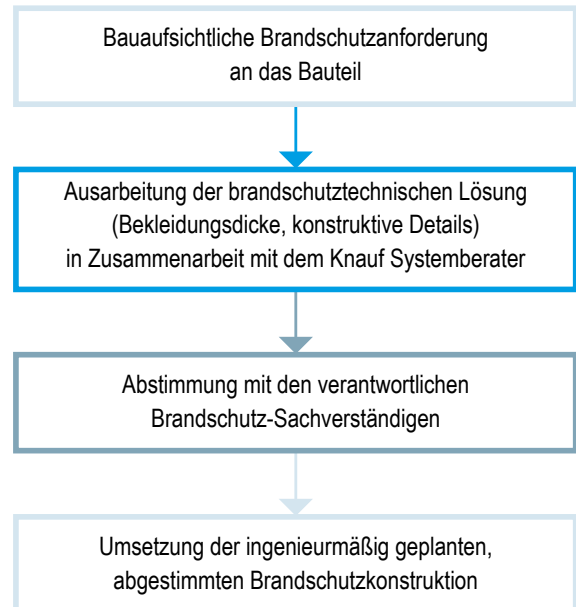 Bauaufsichtliche Brandschutzanforderung
an das Bauteil
Ausarbeitung der brandschutztechnischen Lösung
(Bekleidungsdicke, konstruktive Details)
in Zusammenarbeit mit dem Knauf Systemberater
Abstimmung mit den verantwortlichen
Brandschutz-Sachverständigen
Umsetzung der ingenieurmäßig geplanten,
abgestimmten Brandschutzkonstruktion